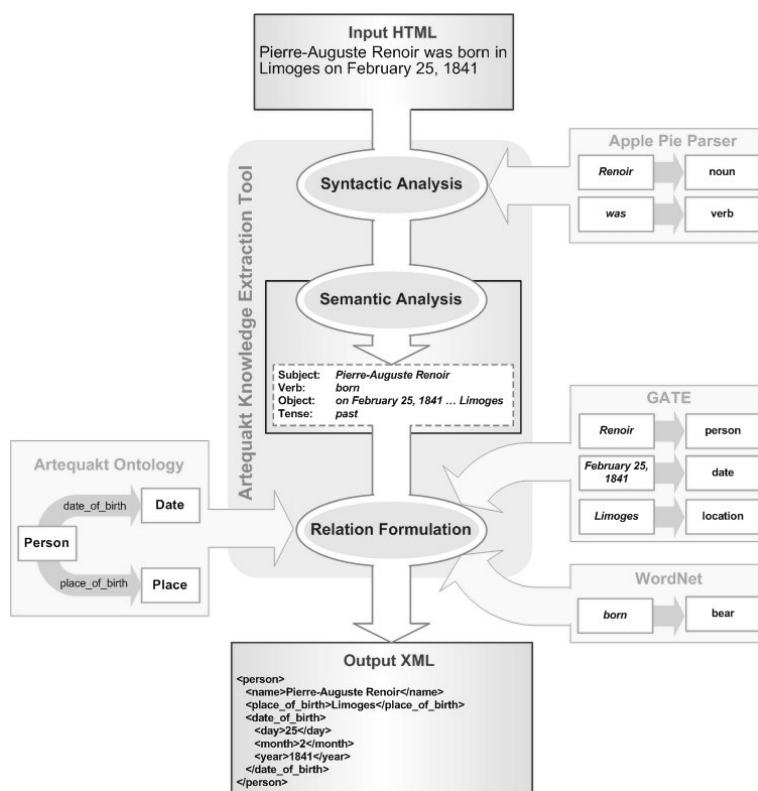 Input HTML
Pierre-Auguste Renoir was born in
Limoges on February 25, 1841
Artequakt Knowledge Extraction Tool
Syntactic Analysis
Apple Pie Parser
Renoir
noun
was
verb
Semantic Analysis
Subject: Pierre-Auguste Renoir
Verb: born
Object: on February 25, 1841 ... Limoges
Tense: past
GATE
Renoir
person
February 25,
1841
date
Limoges
location
Artequakt Ontology
date_of_birth
Date
Person
place_of_birth
Place
Relation Formulation
WordNet
born
bear
Output XML
<person>
<name>Pierre-Auguste Renoir</name>
<place_of_birth>Limoges</place_of_birth>
<date_of_birth>
<day>25</day>
<month>2</month>
<year>1841</year>
</date_of_birth>
</person>